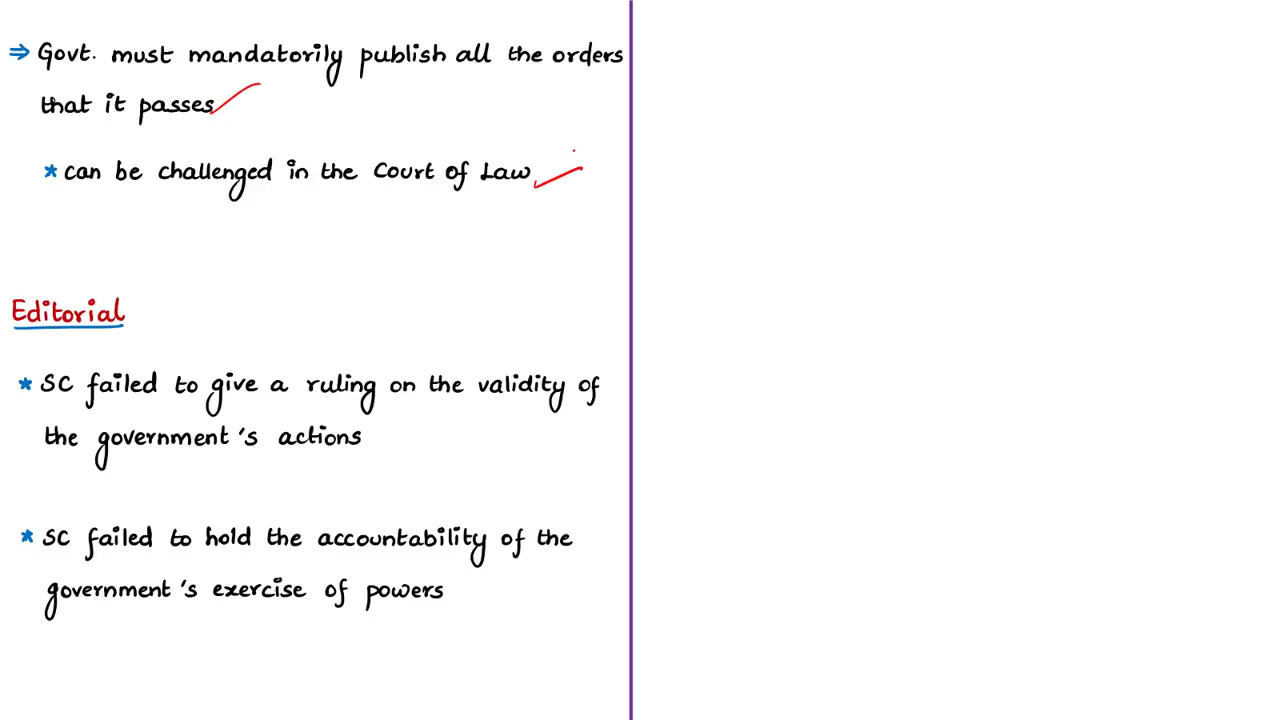 ⇒ Govt. must mandatorily publish all the orders
that it passes
* can be challenged in the Court of Law
Editorial
* SC failed to give a ruling on the validity of
the government's actions
* SC failed to hold the accountability of the
government's exercise of powers